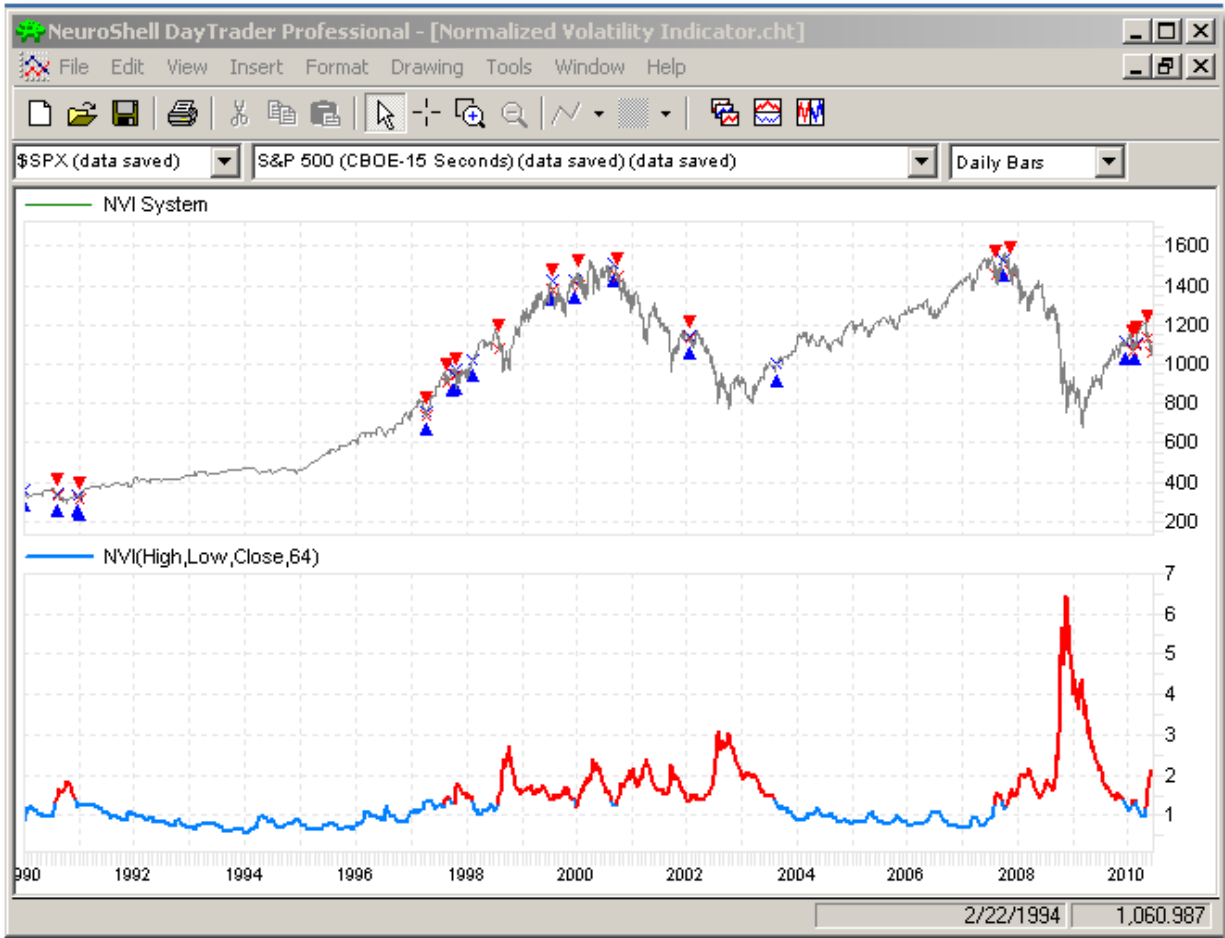 NeuroShell DayTrader Professional - [Normalized Volatility Indicator.cht]
File Edit View Insert Format Drawing Tools Window Help
$SPX (data saved) S&P 500 (CBOE-15 Seconds) (data saved) (data saved) Daily Bars
NVI System
1600
1400
1200
1000
800
600
400
200
NVI(High,Low,Close,64)
7
6
5
4
3
2
1
990 1992 1994 1996 1998 2000 2002 2004 2006 2008 2010
2/22/1994 1,060.987